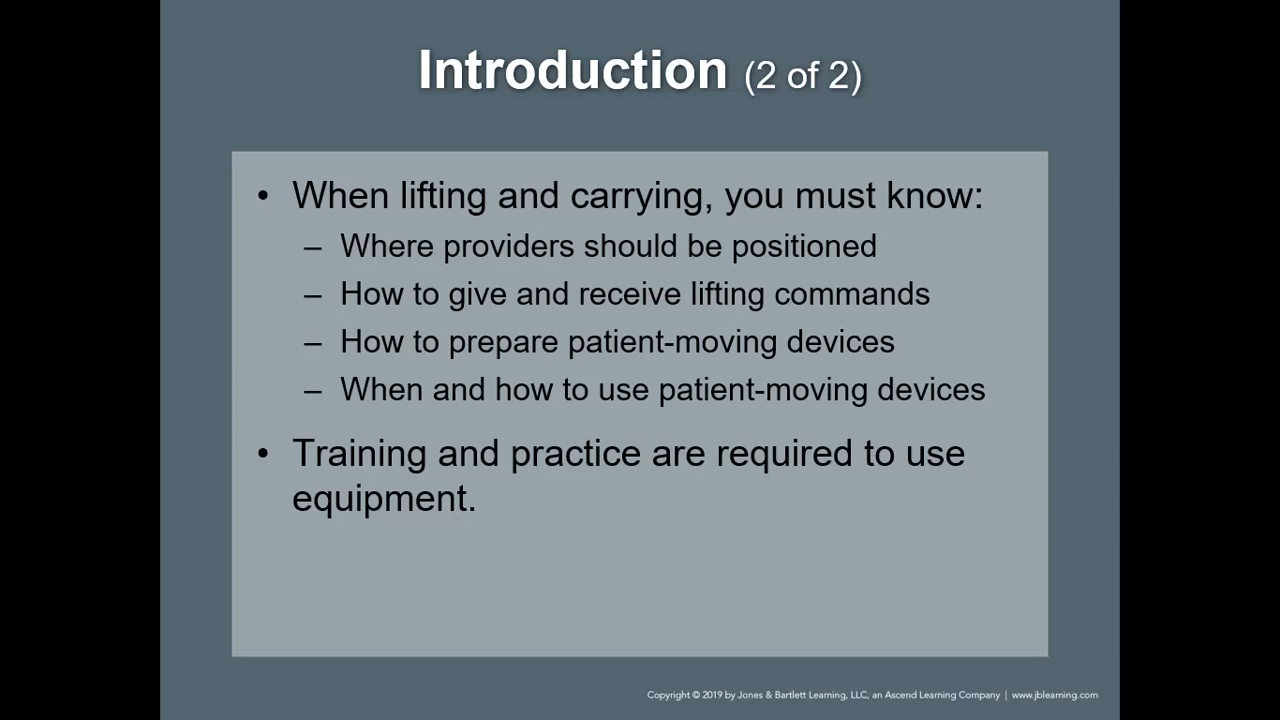 Introduction (2 of 2)
• When lifting and carrying, you must know:
– Where providers should be positioned
– How to give and receive lifting commands
– How to prepare patient-moving devices
– When and how to use patient-moving devices
• Training and practice are required to use
equipment.
Copyright © 2019 by Jones & Bartlett Learning, LLC, an Ascend Learning Company | www.jblearning.com